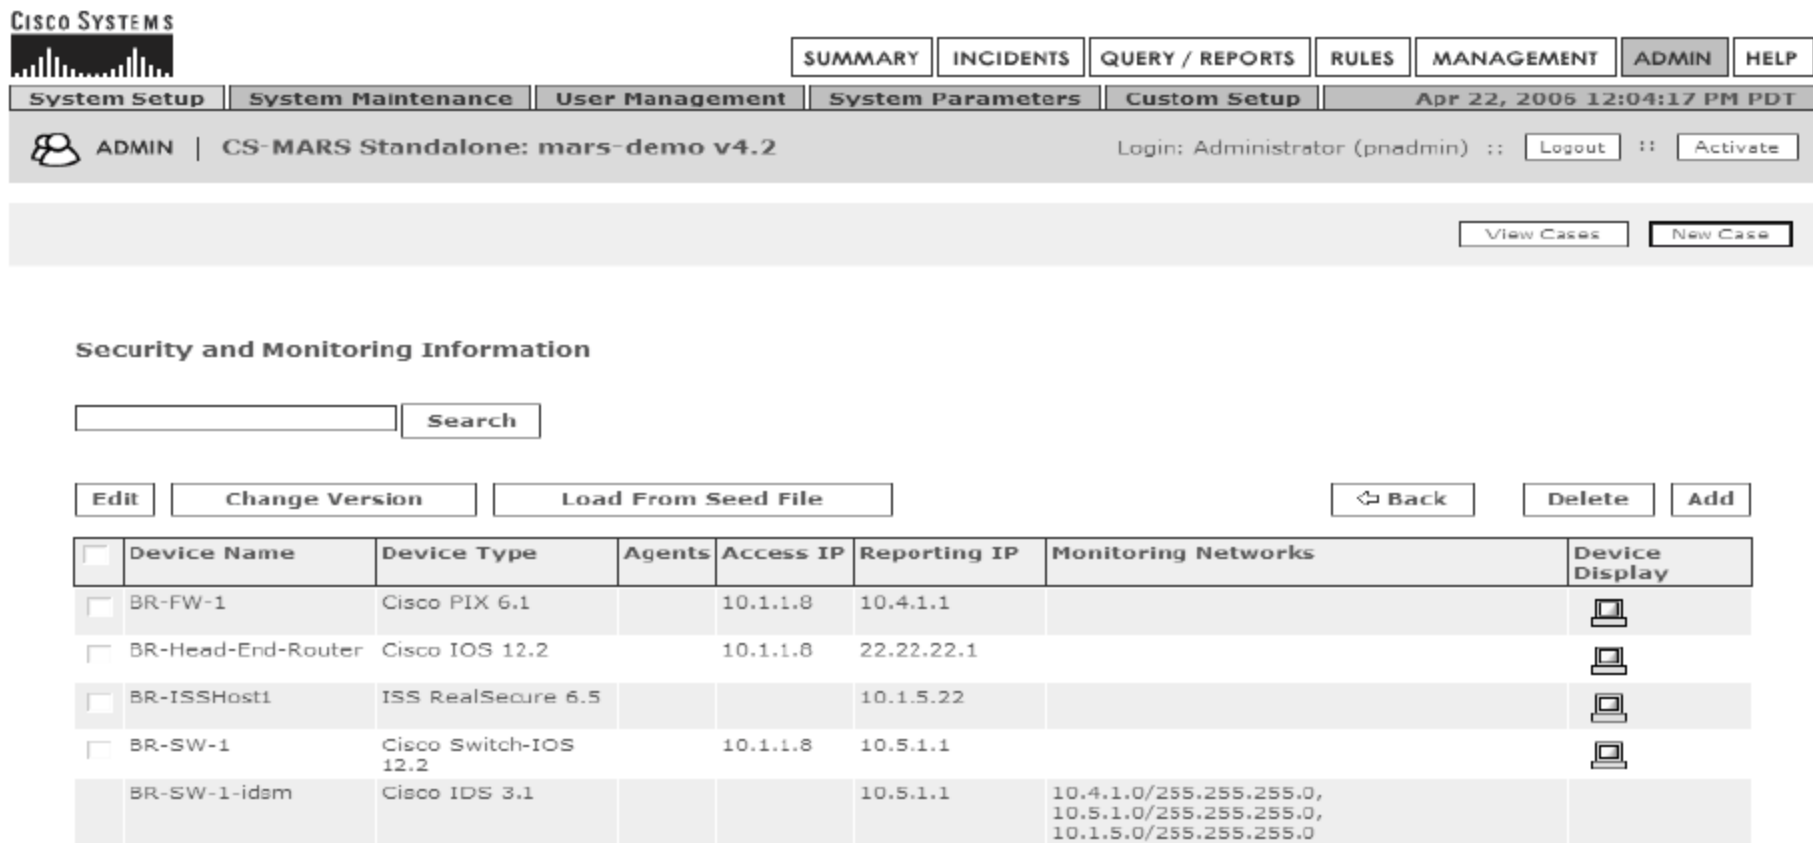 CISCO SYSTEMS
SUMMARY INCIDENTS QUERY / REPORTS RULES MANAGEMENT ADMIN HELP
System Setup System Maintenance User Management System Parameters Custom Setup Apr 22, 2006 12:04:17 PM PDT
ADMIN | CS-MARS Standalone: mars-demo v4.2 Login: Administrator (pnadmin) :: Logout :: Activate
View Cases New Case
Security and Monitoring Information
Search
Edit Change Version Load From Seed File Back Delete Add
Device Name Device Type Agents Access IP Reporting IP Monitoring Networks Device
Display
BR-FW-1 Cisco PIX 6.1 10.1.1.8 10.4.1.1
BR-Head-End-Router Cisco IOS 12.2 10.1.1.8 22.22.22.1
BR-ISSHost1 ISS RealSecure 6.5 10.1.5.22
BR-SW-1 Cisco Switch-IOS 10.1.1.8 10.5.1.1
12.2
BR-SW-1-idsm Cisco IDS 3.1 10.5.1.1 10.4.1.0/255.255.255.0,
10.5.1.0/255.255.255.0,
10.1.5.0/255.255.255.0